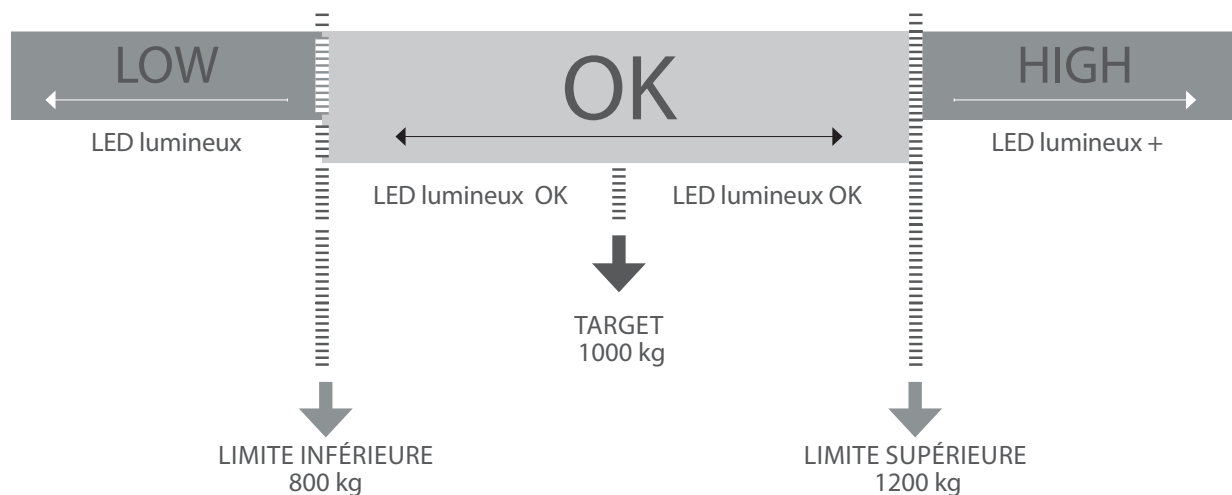 LOW
OK
HIGH
LED lumineux
LED lumineux +
LED lumineux OK
LED lumineux OK
TARGET
1000 kg
LIMITE INFÉRIEURE
800 kg
LIMITE SUPÉRIEURE
1200 kg